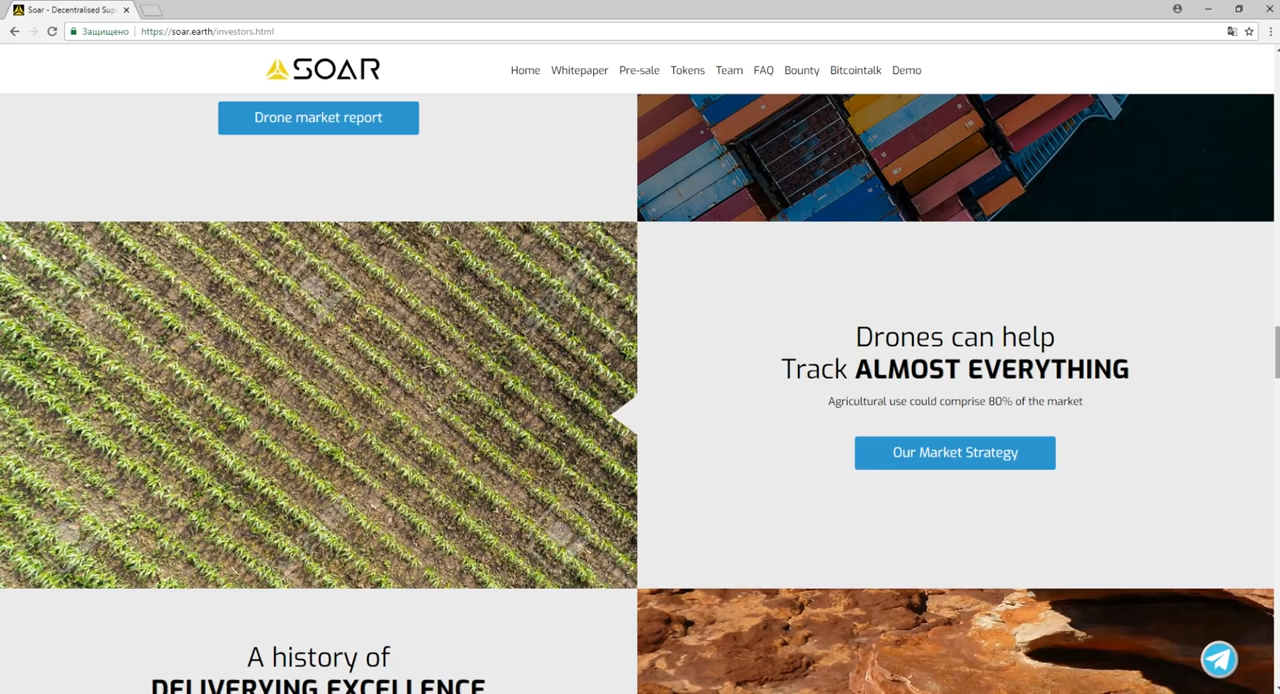 Soar - Decentralised Sup
Защищено
https://soar.earth/investors.html
SOAR
Home Whitepaper Pre-sale Tokens Team FAQ Bounty Bitcointalk Demo
Drone market report
Drones can help
Track ALMOST EVERYTHING
Agricultural use could comprise 80% of the market
Our Market Strategy
A history of
DELIVERYING EXCELLENCE